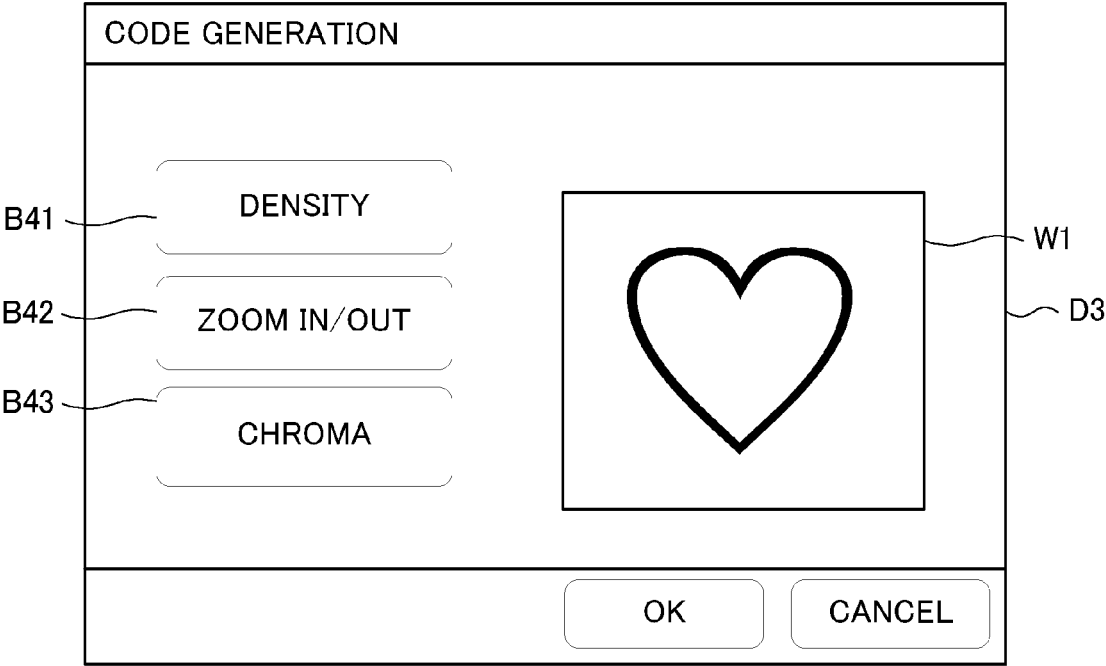 CODE GENERATION
B41
DENSITY
W1
B42
ZOOM IN/OUT
D3
B43
CHROMA
OK
CANCEL